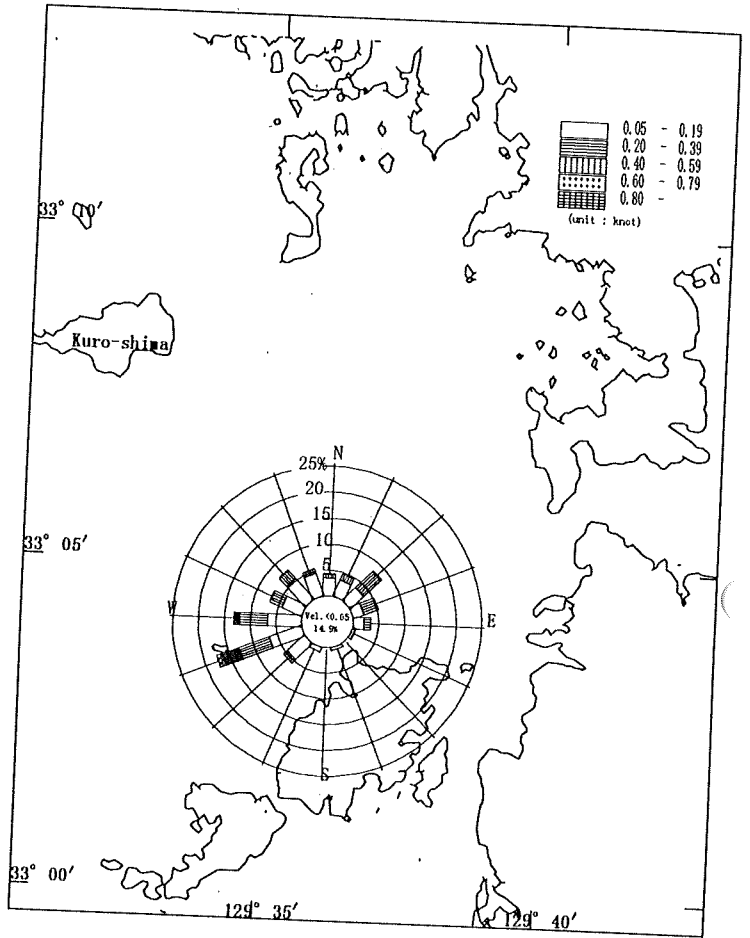 0.05 - 0.19
0.20 - 0.39
0.40 - 0.59
0.60 - 0.79
0.80 -
(unit : knot)
33° 10′
Kuro-shima
N
25%
20
15
10
5
33° 05′
W
Vel.<0.05
14.9%
E
S
33° 00′
129° 35′
129° 40′